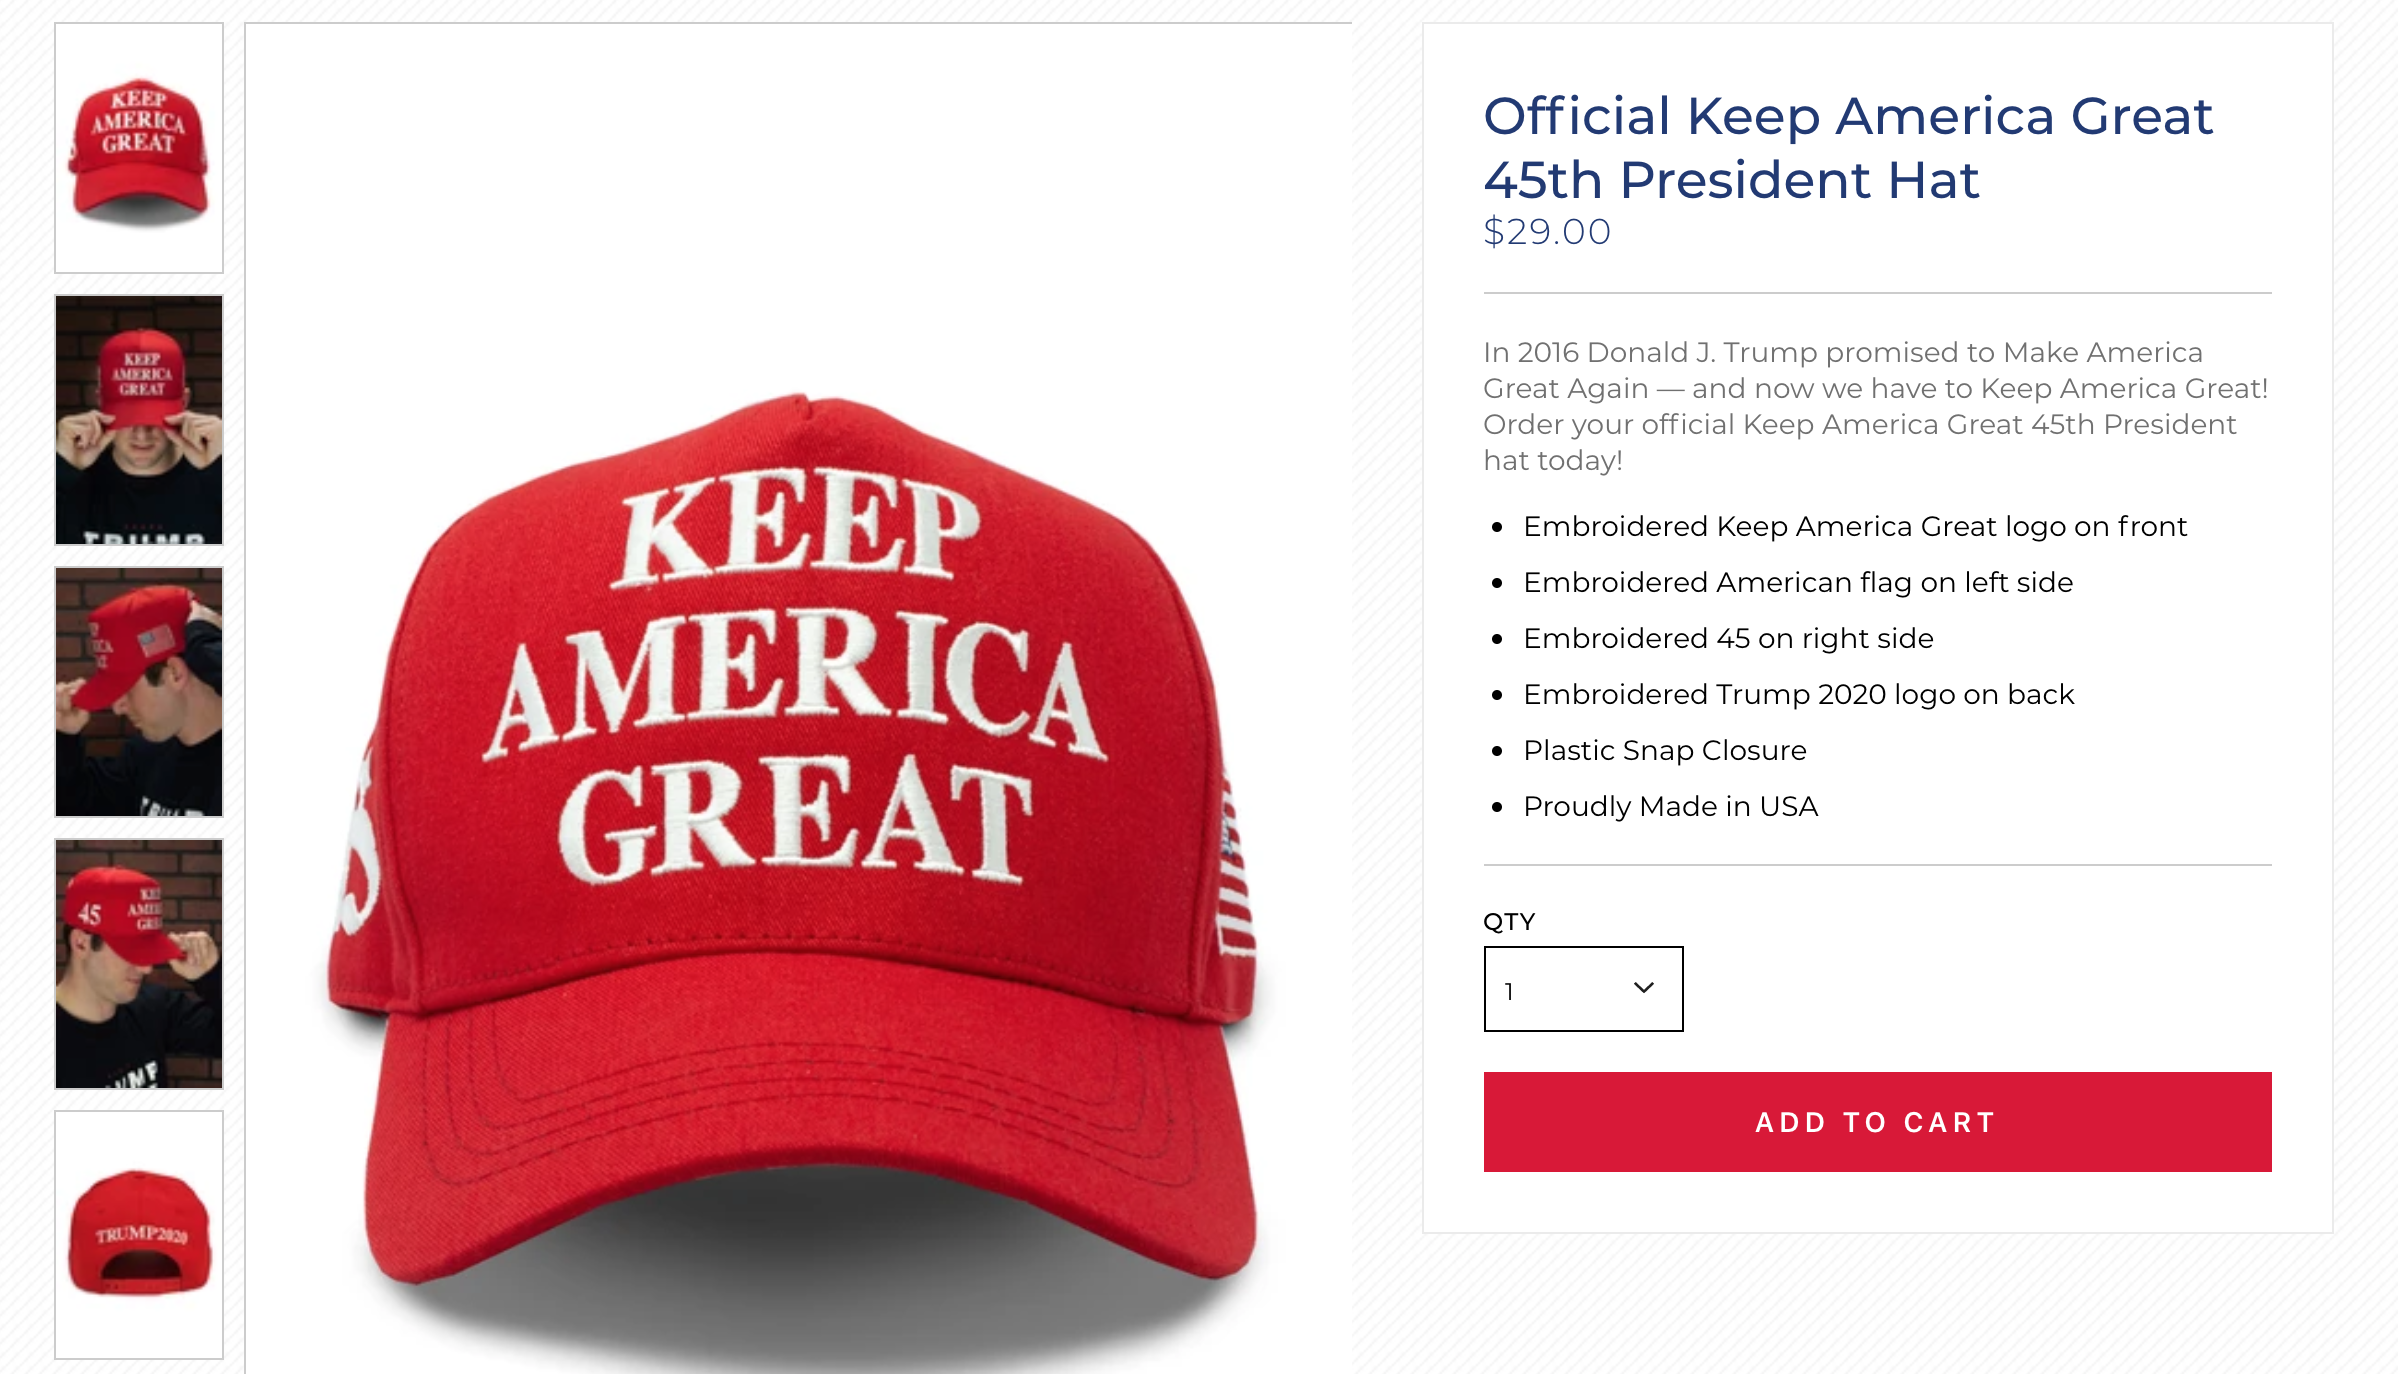 KEEP
AMERICA
GREAT
KEEP
AMERICA
GREAT
TRUMP
45
TRUMP2020
KEEP
AMERICA
GREAT
Official Keep America Great
45th President Hat
$29.00
In 2016 Donald J. Trump promised to Make America
Great Again — and now we have to Keep America Great!
Order your official Keep America Great 45th President
hat today!
Embroidered Keep America Great logo on front
Embroidered American flag on left side
Embroidered 45 on right side
Embroidered Trump 2020 logo on back
Plastic Snap Closure
Proudly Made in USA
QTY
1
ADD TO CART